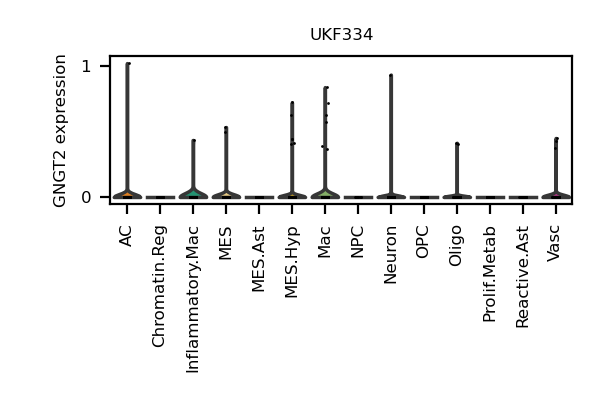 UKF334
GNGT2 expression
1
0
AC
Chromatin.Reg
Inflammatory.Mac
MES
MES.Ast
MES.Hyp
Mac
NPC
Neuron
OPC
Oligo
Prolif.Metab
Reactive.Ast
Vasc